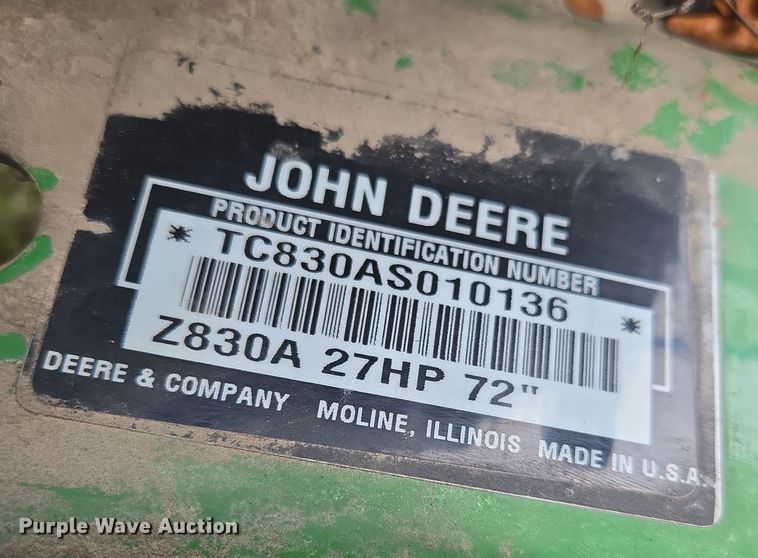 JOHN DEERE
PRODUCT IDENTIFICATION NUMBER
* TC830AS010136 *
Z830A 27HP 72"
DEERE & COMPANY MOLINE, ILLINOIS MADE IN U.S.A.
Purple Wave Auction